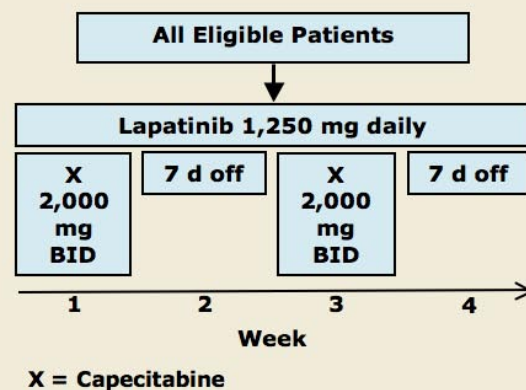 All Eligible Patients
Lapatinib 1,250 mg daily
X
2,000
mg
BID
7 d off
X
2,000
mg
BID
7 d off
1 2 3 4
Week
X = Capecitabine